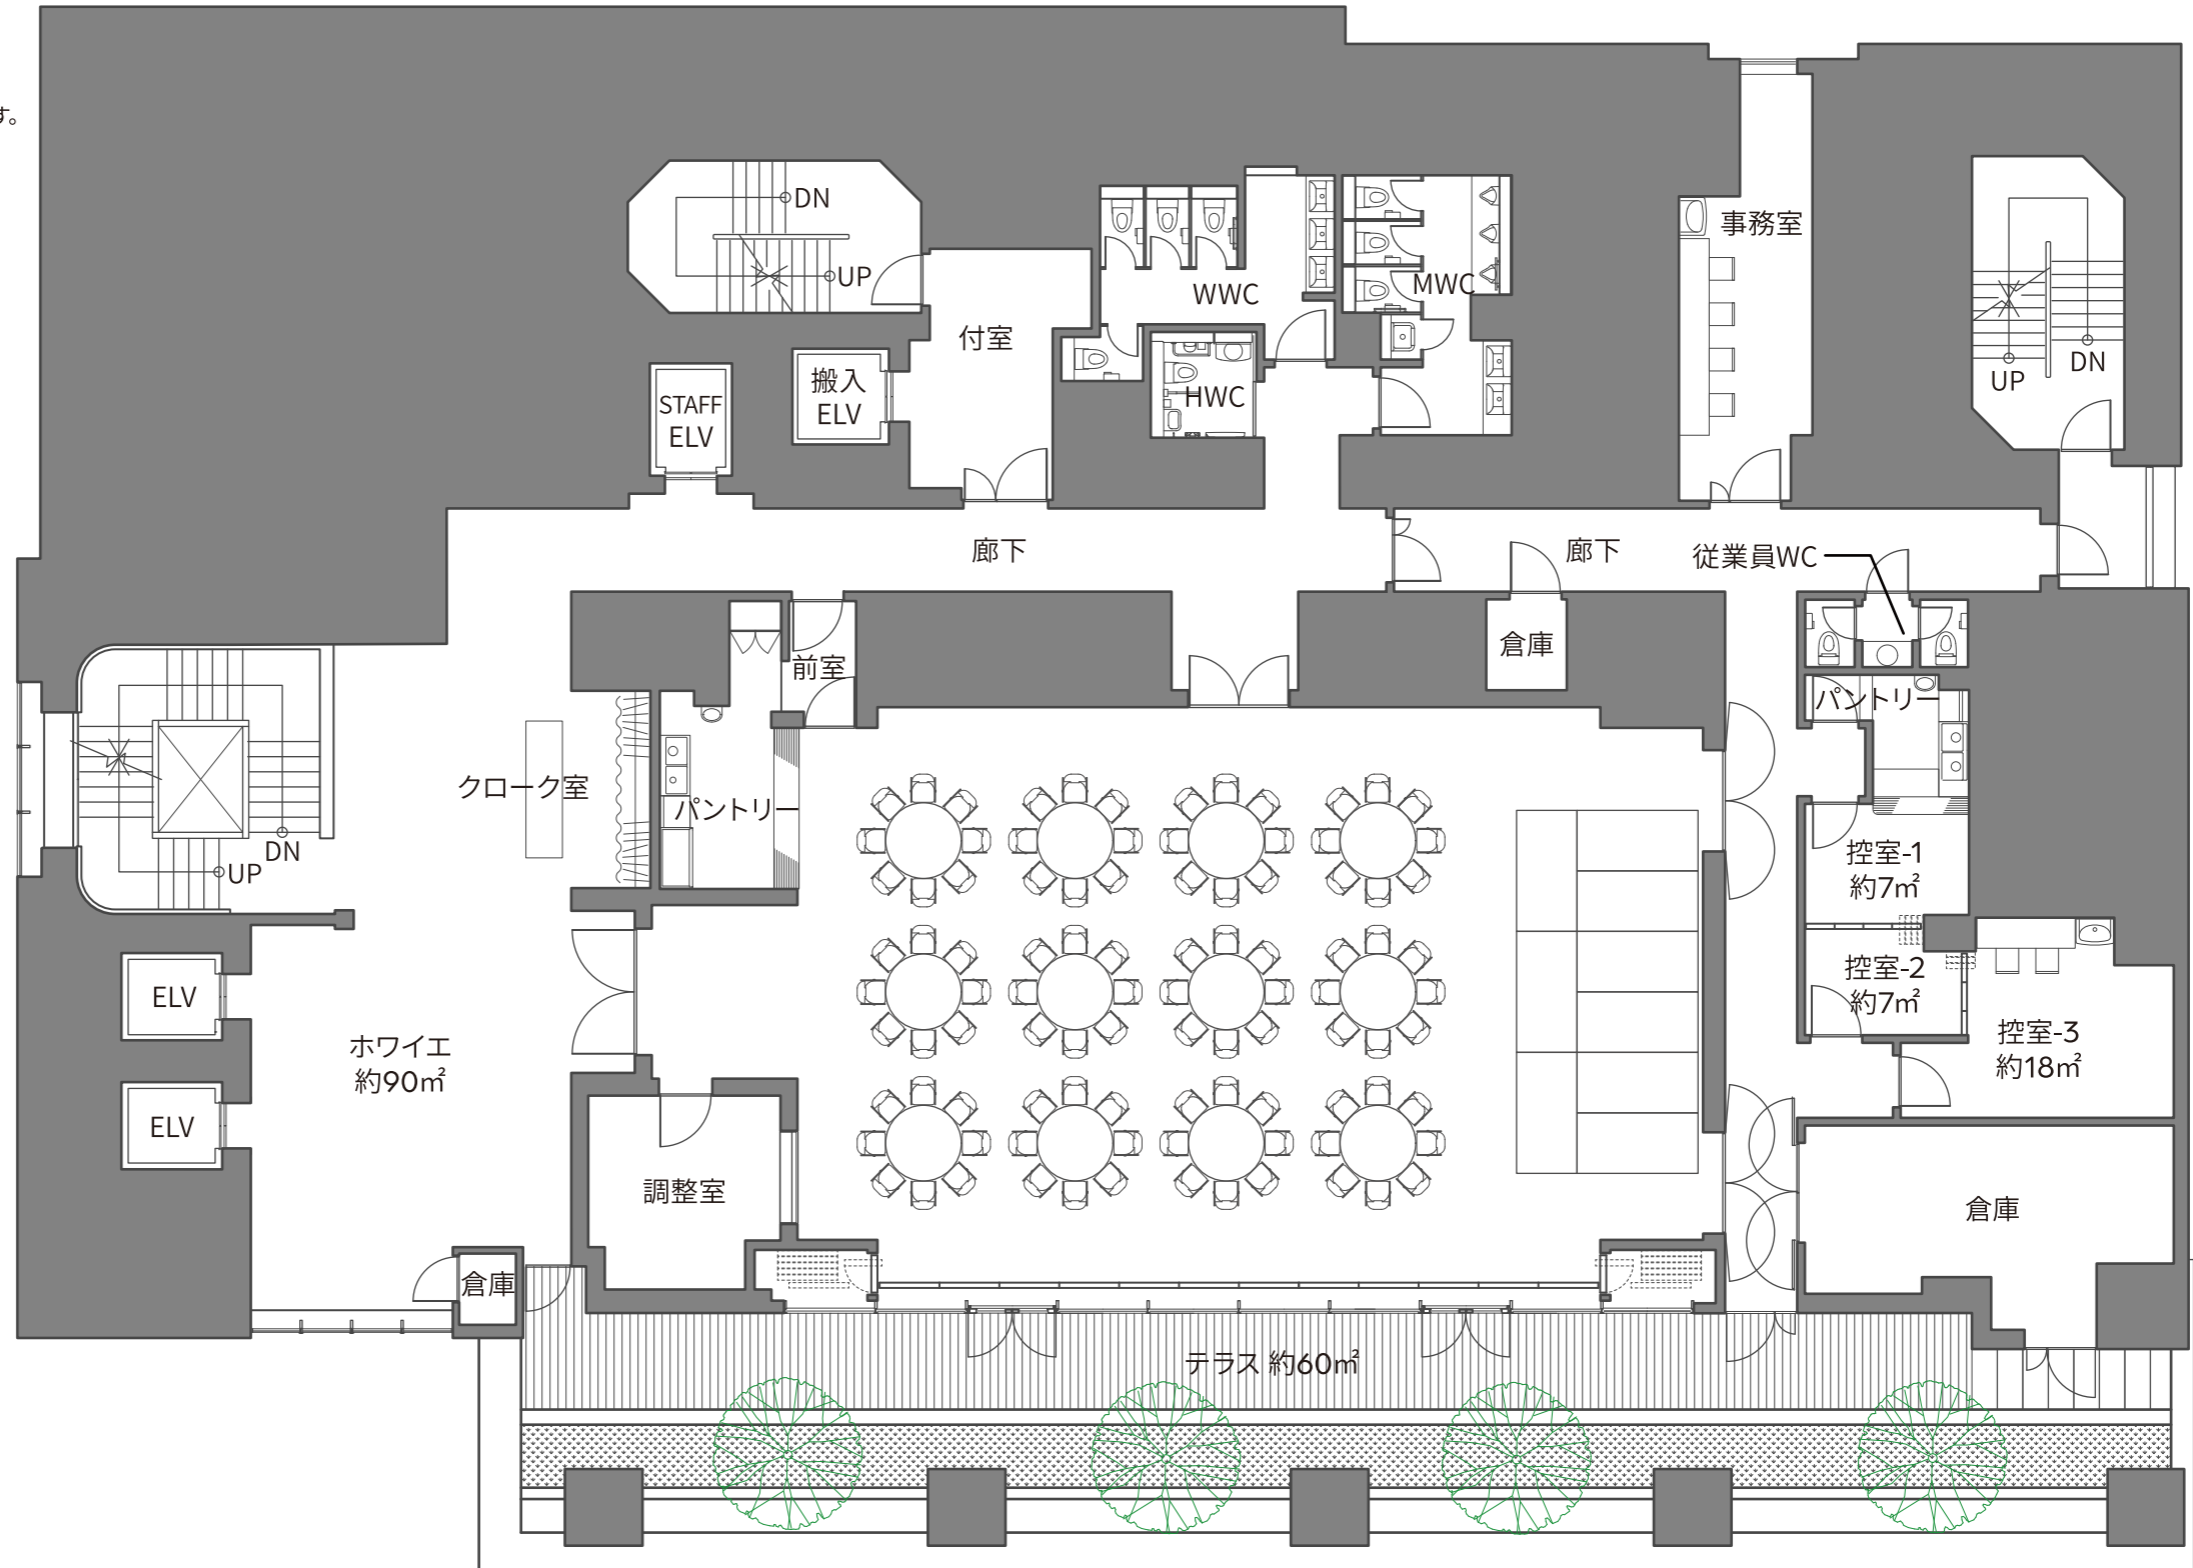 す。
DN
UP
付室
搬入
ELV
STAFF
ELV
WWC
HWC
MWC
事務室
UP
DN
廊下
廊下
従業員WC
倉庫
前室
パントリー
クローク室
パントリー
DN
UP
控室-1
約7㎡
控室-2
約7㎡
控室-3
約18㎡
ELV
ELV
ホワイエ
約90㎡
調整室
倉庫
倉庫
テラス 約60㎡